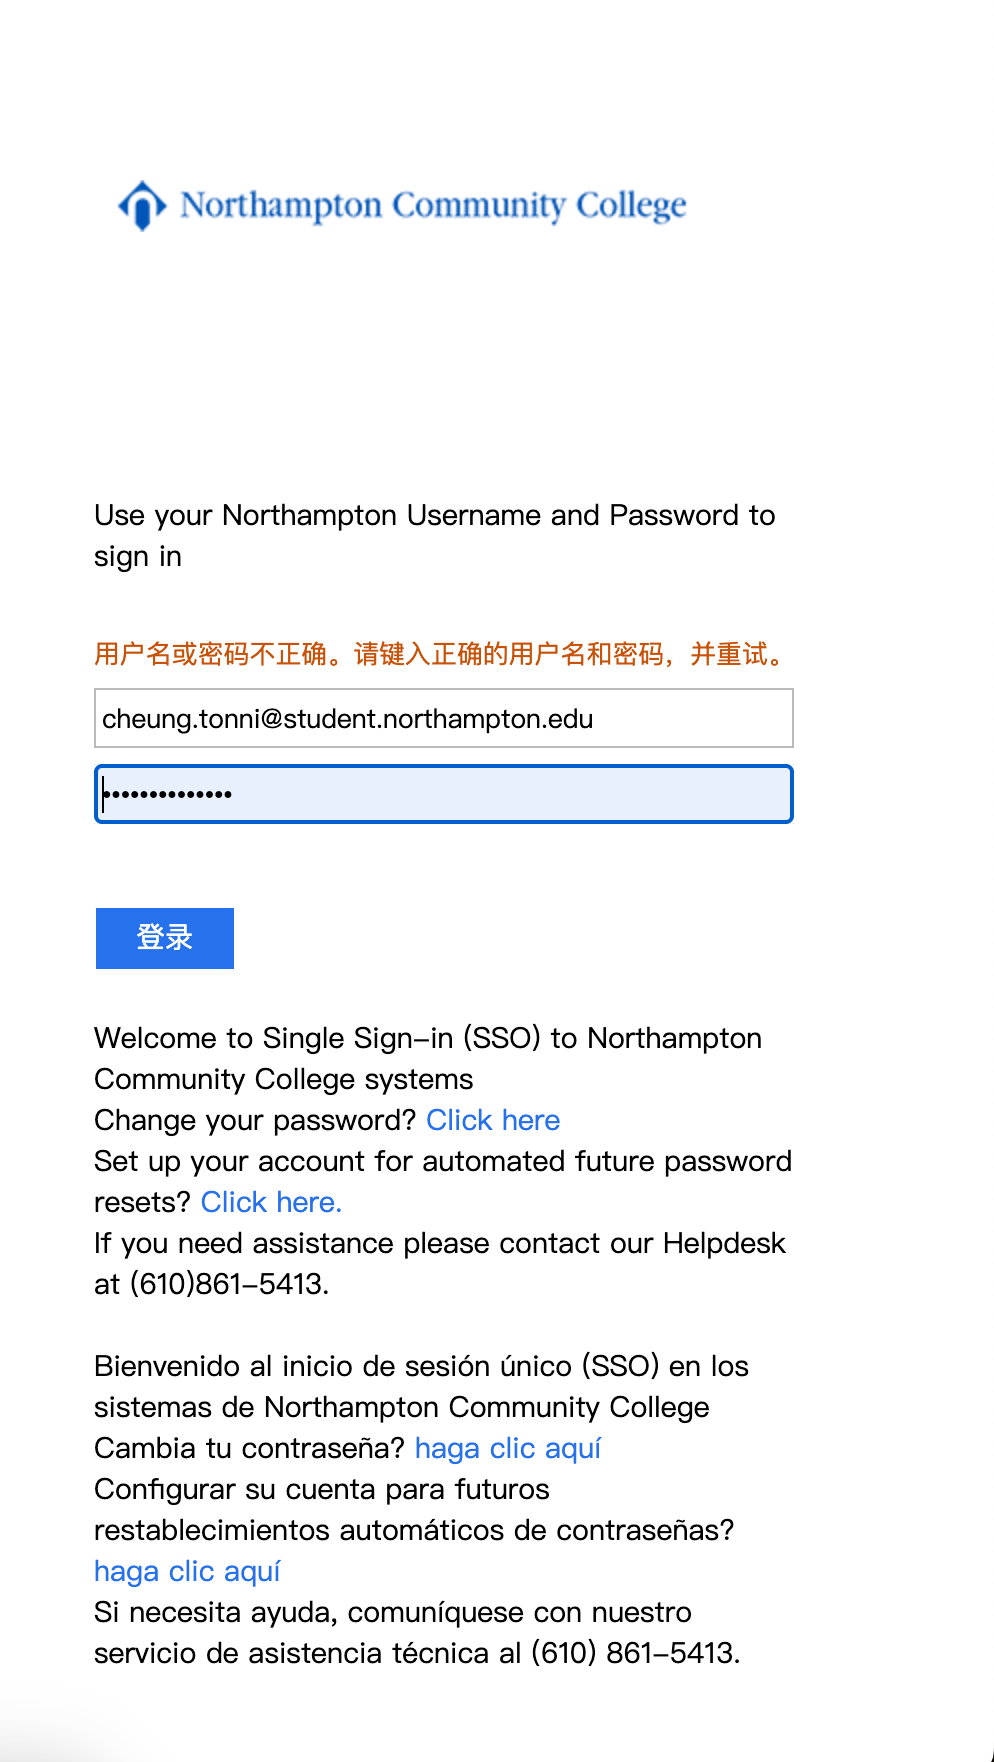 Northampton Community College
Use your Northampton Username and Password to
sign in
用户名或密码不正确。请键入正确的用户名和密码，并重试。
cheung.tonni@student.northampton.edu
••••••••••••••
登录
Welcome to Single Sign-in (SSO) to Northampton
Community College systems
Change your password? Click here
Set up your account for automated future password
resets? Click here.
If you need assistance please contact our Helpdesk
at (610)861-5413.
Bienvenido al inicio de sesión único (SSO) en los
sistemas de Northampton Community College
Cambia tu contraseña? haga clic aquí
Configurar su cuenta para futuros
restablecimientos automáticos de contraseñas?
haga clic aquí
Si necesita ayuda, comuníquese con nuestro
servicio de asistencia técnica al (610) 861-5413.